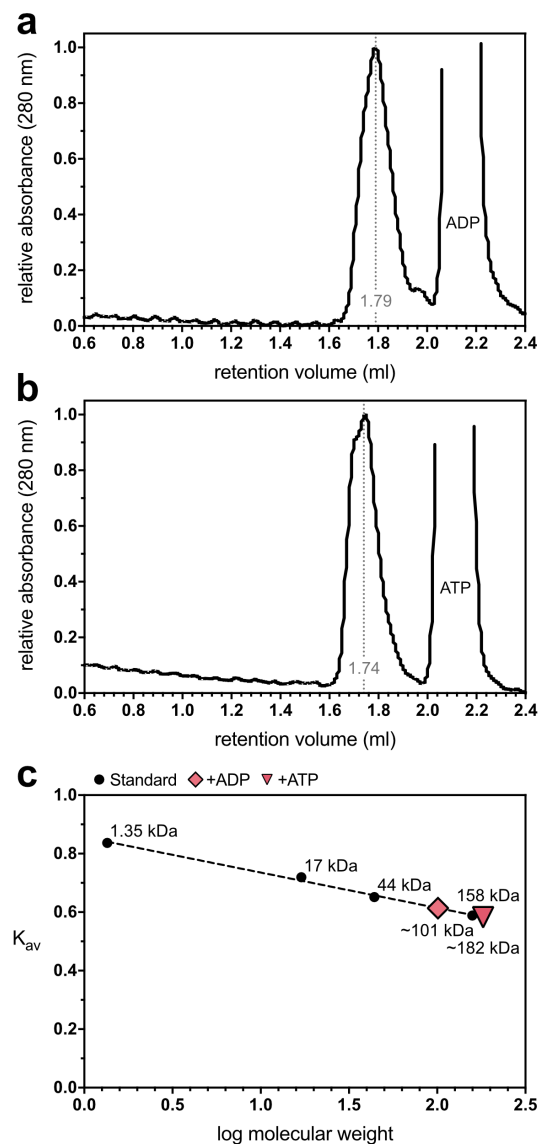 a
relative absorbance (280 nm)
1.0
0.8
0.6
0.4
0.2
0.0
ADP
1.79
0.6 0.8 1.0 1.2 1.4 1.6 1.8 2.0 2.2 2.4
retention volume (ml)
b
relative absorbance (280 nm)
1.0
0.8
0.6
0.4
0.2
0.0
ATP
1.74
0.6 0.8 1.0 1.2 1.4 1.6 1.8 2.0 2.2 2.4
retention volume (ml)
c
Standard +ADP +ATP
Kav
1.0
0.8
0.6
0.4
0.2
0.0
1.35 kDa
17 kDa
44 kDa
158 kDa
~101 kDa
~182 kDa
0.0 0.5 1.0 1.5 2.0 2.5
log molecular weight